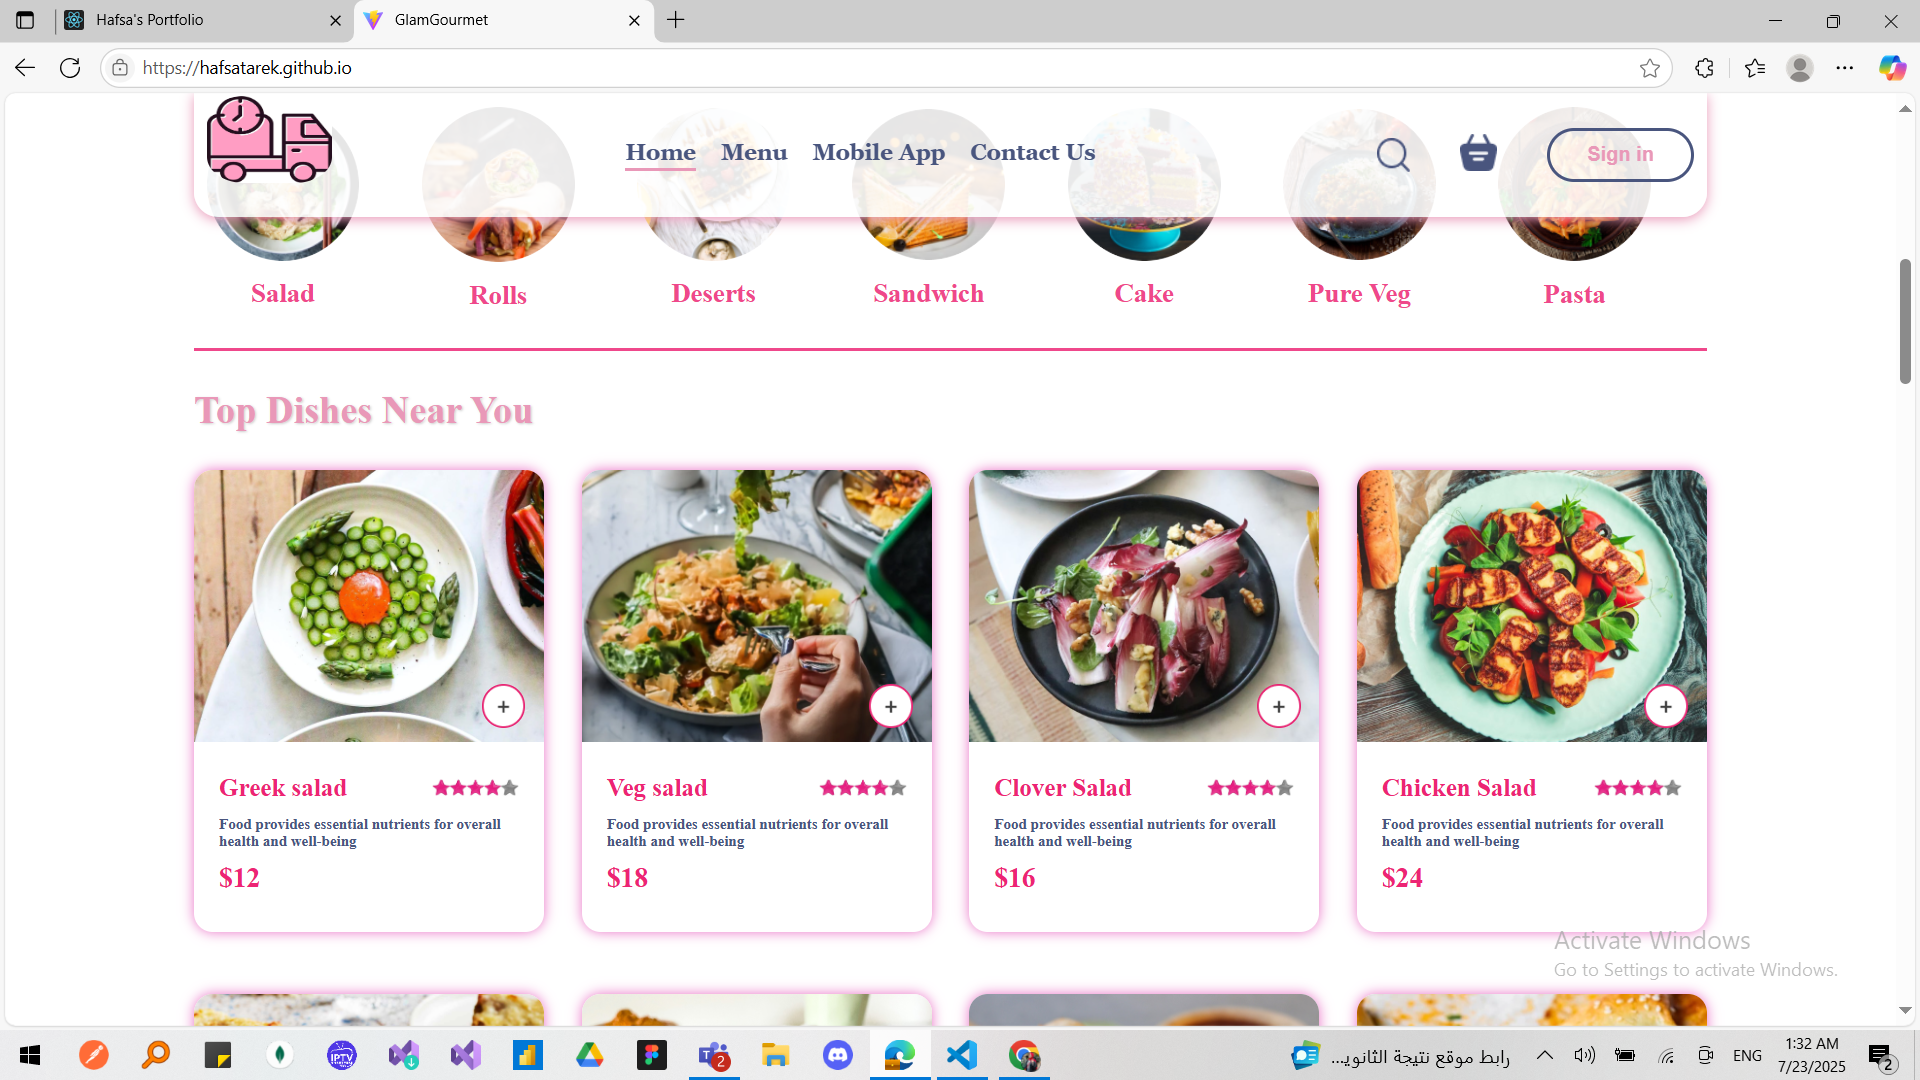 Hafsa's Portfolio
GlamGourmet
https://hafsatarek.github.io
Home Menu Mobile App Contact Us
Sign in
Salad Rolls Deserts Sandwich Cake Pure Veg Pasta
Top Dishes Near You
+ + + +
Greek salad
Food provides essential nutrients for overall
health and well-being
$12
Veg salad
Food provides essential nutrients for overall
health and well-being
$18
Clover Salad
Food provides essential nutrients for overall
health and well-being
$16
Chicken Salad
Food provides essential nutrients for overall
health and well-being
$24
Activate Windows
Go to Settings to activate Windows.
IPTV
2
رابط موقع نتيجة الثانويـ...
ENG
1:32 AM
7/23/2025
2